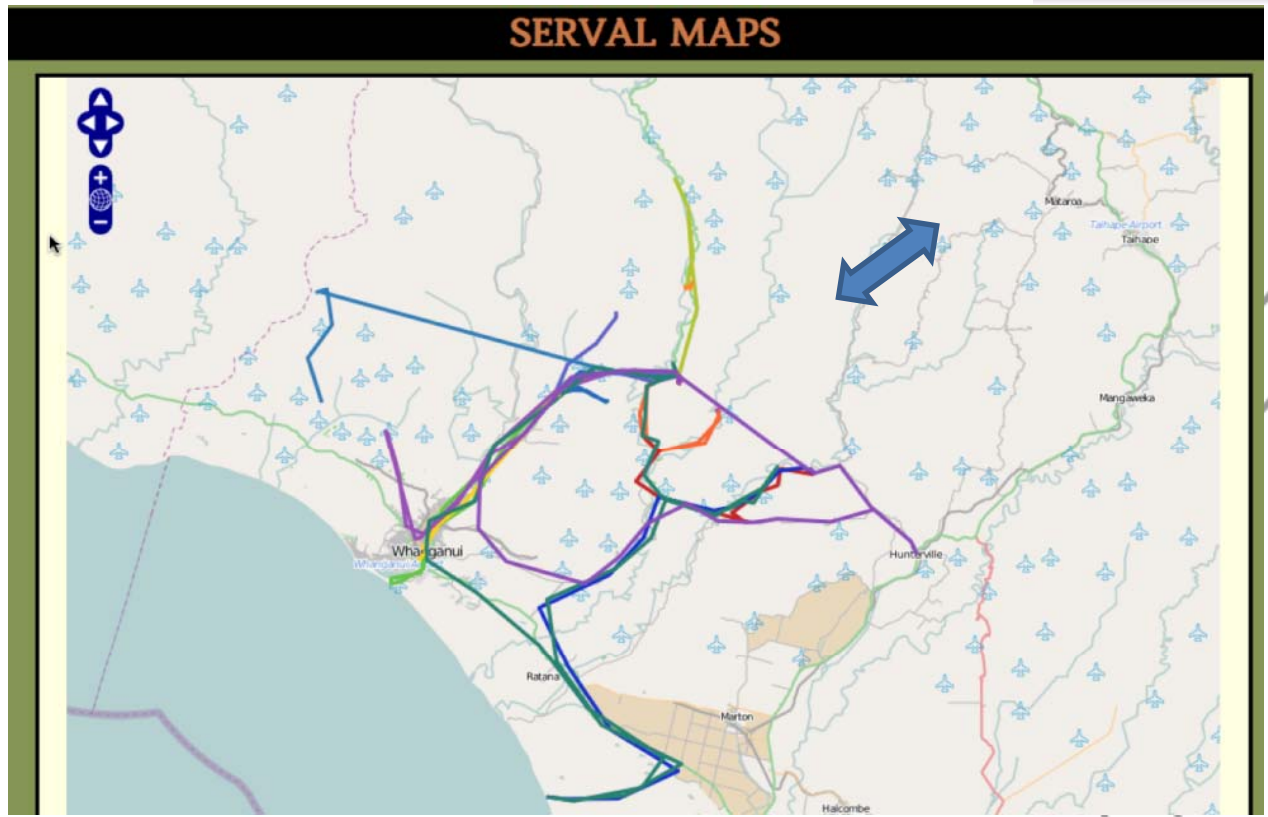 SERVAL MAPS
Mataroa
Taihape Airport
Taihape
Mangaweka
Whanganui
Hunterville
Ratana
Marton
Halcombe